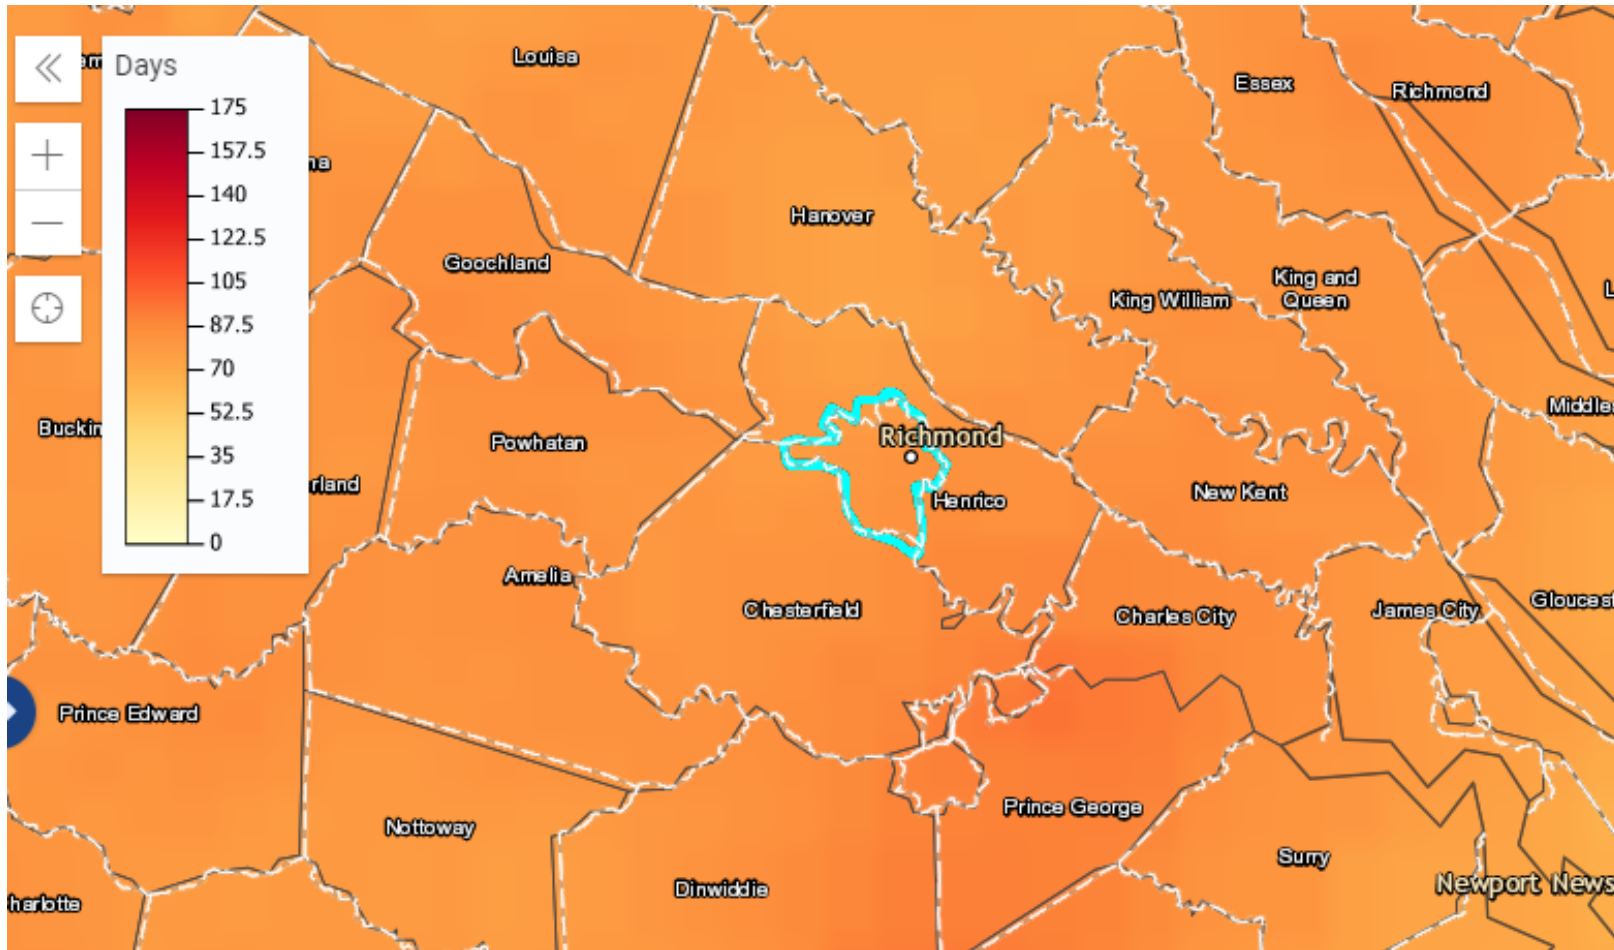 Days
175
157.5
140
122.5
105
87.5
70
52.5
35
17.5
0
Louisa
Essex
Richmond
Hanover
Goochland
King and
Queen
King William
Buckin
Powhatan
Richmond
Middle
rland
New Kent
Henrico
Amelia
Chesterfield
Charles City
James City
Gloucest
Prince Edward
Prince George
Nottoway
Surry
Dinwiddie
Newport News
harlotte